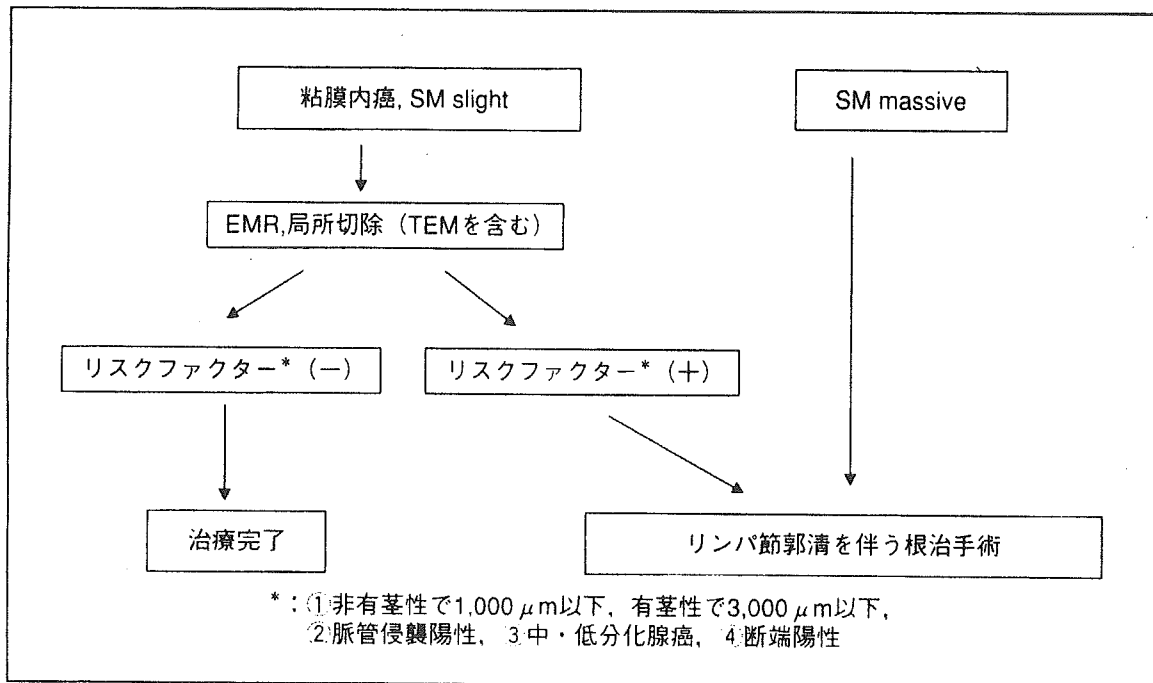 粘膜内癌, SM slight
SM massive
EMR,局所切除（TEMを含む）
リスクファクター*（－）
リスクファクター*（＋）
治療完了
リンパ節郭清を伴う根治手術
*：①非有茎性で1,000 μm以下，有茎性で3,000 μm以下，
②脈管侵襲陽性，③中・低分化腺癌，④断端陽性